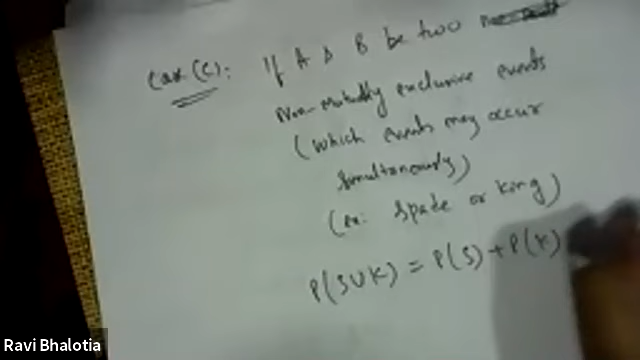 Case (c): If A & B be two
Non-mutually exclusive events
(which events may occur
simultaneously)
(ex: Spade or King)
P(SUK) = P(S) + P(K)
Ravi Bhalotia